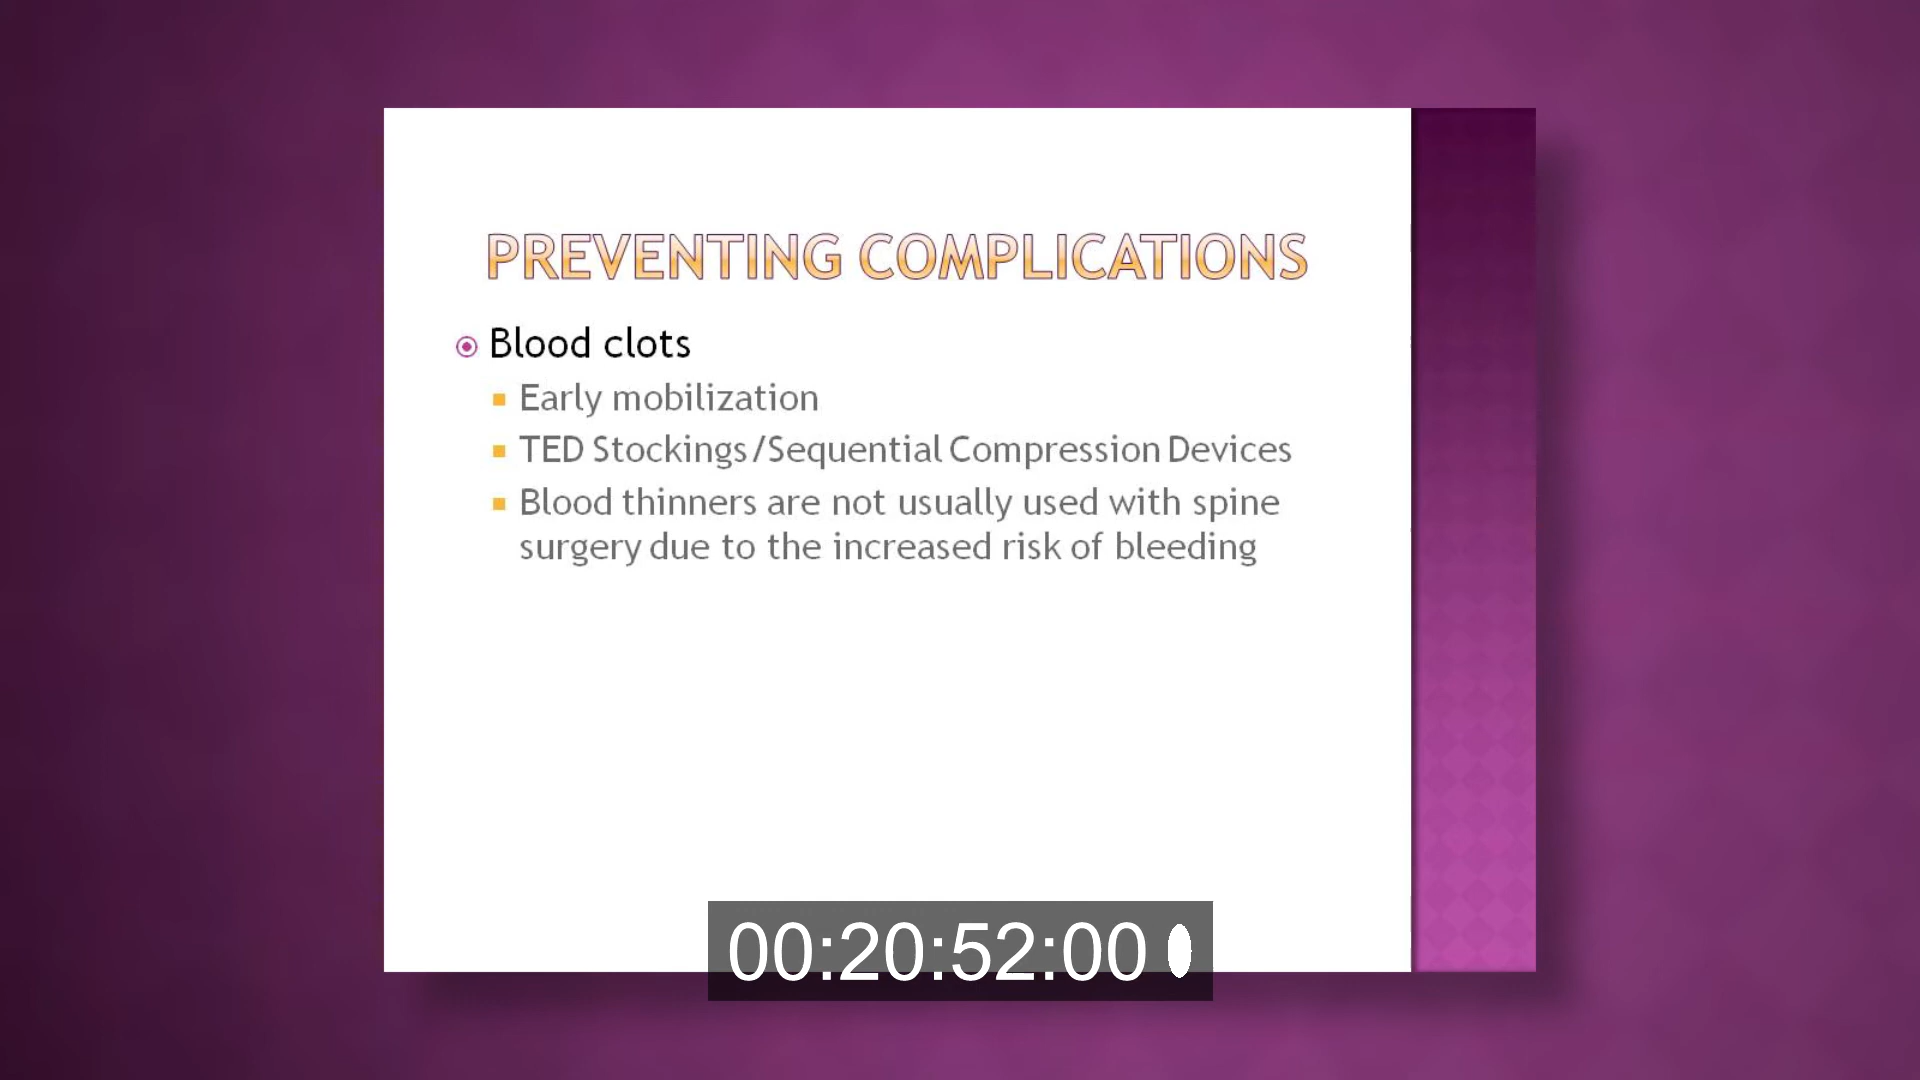 PREVENTING COMPLICATIONS
Blood clots
Early mobilization
TED Stockings/Sequential Compression Devices
Blood thinners are not usually used with spine
surgery due to the increased risk of bleeding
00:20:52:00